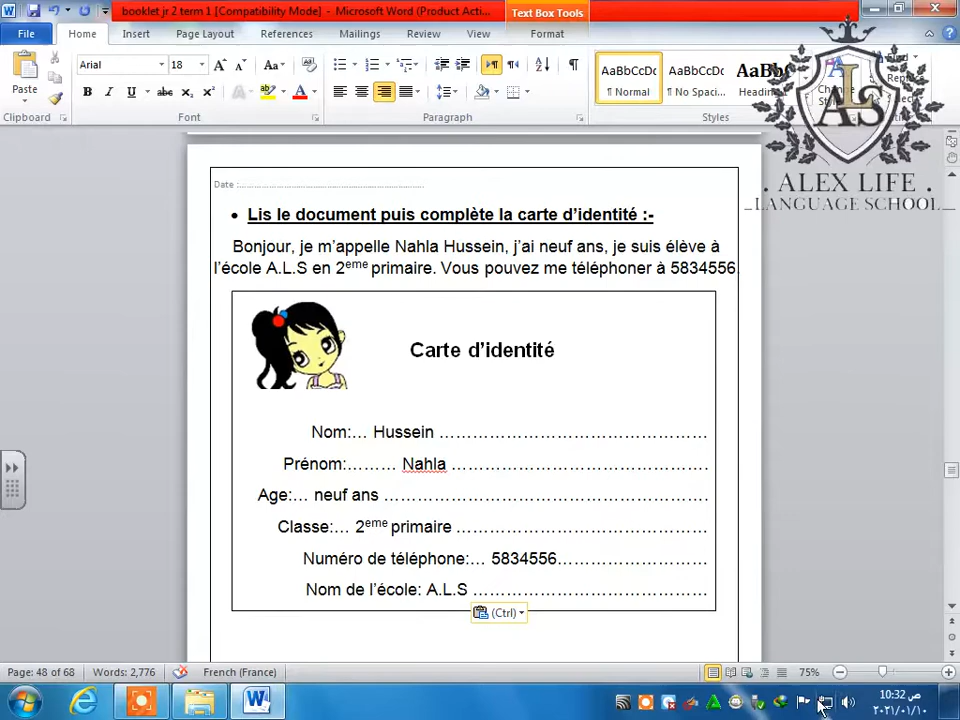 booklet jr 2 term 1 [Compatibility Mode] - Microsoft Word (Product Acti...
Text Box Tools
File Home Insert Page Layout References Mailings Review View Format
Paste
Arial 18
AaBbCcDc AaBbCcDc AaBb
¶ Normal ¶ No Spaci... Heading
Clipboard Font Paragraph Styles
ALS
. ALEX LIFE .
LANGUAGE SCHOOL
Date :
• Lis le document puis complète la carte d’identité :-
Bonjour, je m’appelle Nahla Hussein, j’ai neuf ans, je suis élève à
l’école A.L.S en 2eme primaire. Vous pouvez me téléphoner à 5834556.
Carte d’identité
Nom:… Hussein ……………………………………………
Prénom:……… Nahla ……………………………………….
Age:… neuf ans ………………………………………………….
Classe:… 2eme primaire ………………………………………
Numéro de téléphone:… 5834556………………………
Nom de l’école: A.L.S ……………………………………
(Ctrl)
Page: 48 of 68 Words: 2,776 French (France) 75%
10:32 ص
٢٠٢١/٠١/١٠